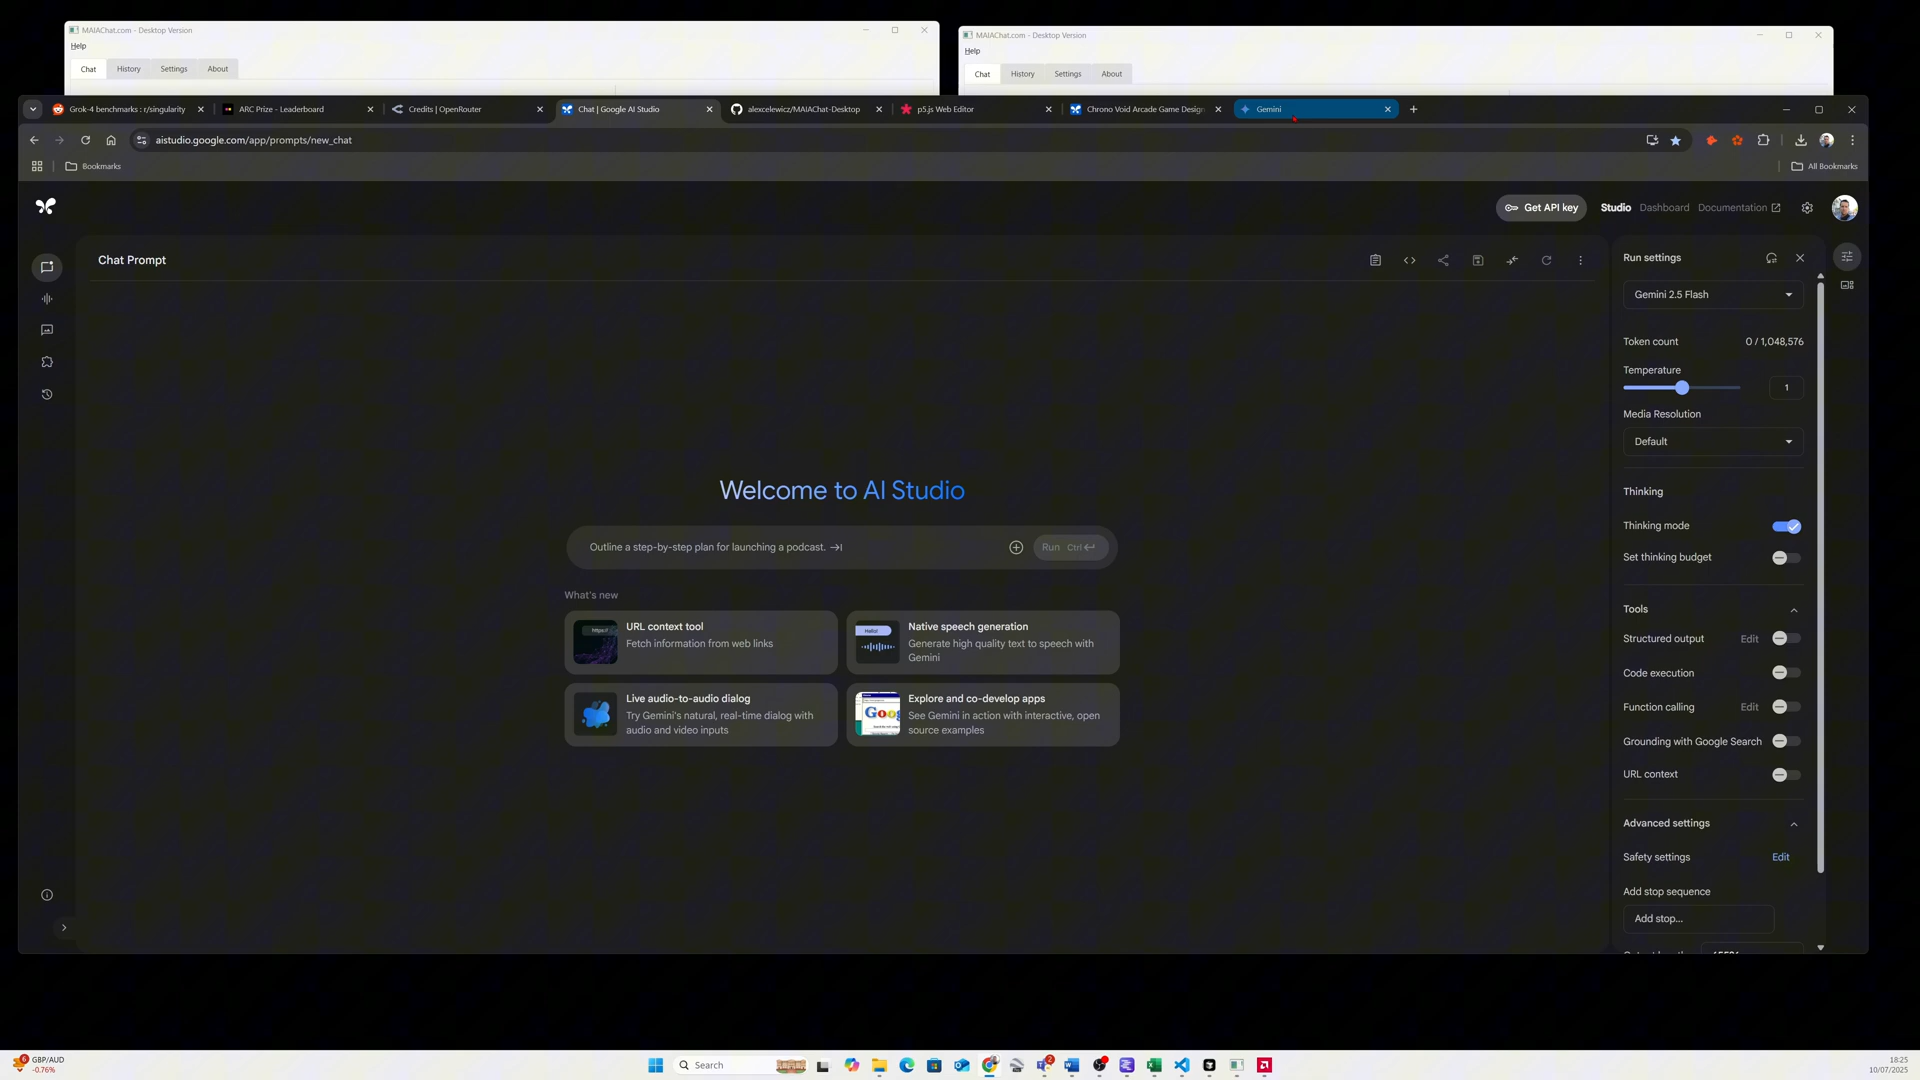 MAIAChat.com - Desktop Version
Help
Chat History Settings About
MAIAChat.com - Desktop Version
Help
Chat History Settings About
Grok-4 benchmarks : r/singularity
ARC Prize - Leaderboard
Credits | OpenRouter
Chat | Google AI Studio
alexcelewicz/MAIAChat-Desktop
p5.js Web Editor
Chrono Void Arcade Game Design
Gemini
aistudio.google.com/app/prompts/new_chat
Bookmarks
All Bookmarks
Get API key
Studio
Dashboard
Documentation
Chat Prompt
Welcome to AI Studio
Outline a step-by-step plan for launching a podcast.
Run Ctrl
What's new
URL context tool
Fetch information from web links
Native speech generation
Generate high quality text to speech with
Gemini
Live audio-to-audio dialog
Try Gemini's natural, real-time dialog with
audio and video inputs
Explore and co-develop apps
See Gemini in action with interactive, open
source examples
Run settings
Gemini 2.5 Flash
Token count 0 / 1,048,576
Temperature
1
Media Resolution
Default
Thinking
Thinking mode
Set thinking budget
Tools
Structured output Edit
Code execution
Function calling Edit
Grounding with Google Search
URL context
Advanced settings
Safety settings Edit
Add stop sequence
Add stop...
6
GBP/AUD
-0.76%
Search
2
18:25
10/07/2025